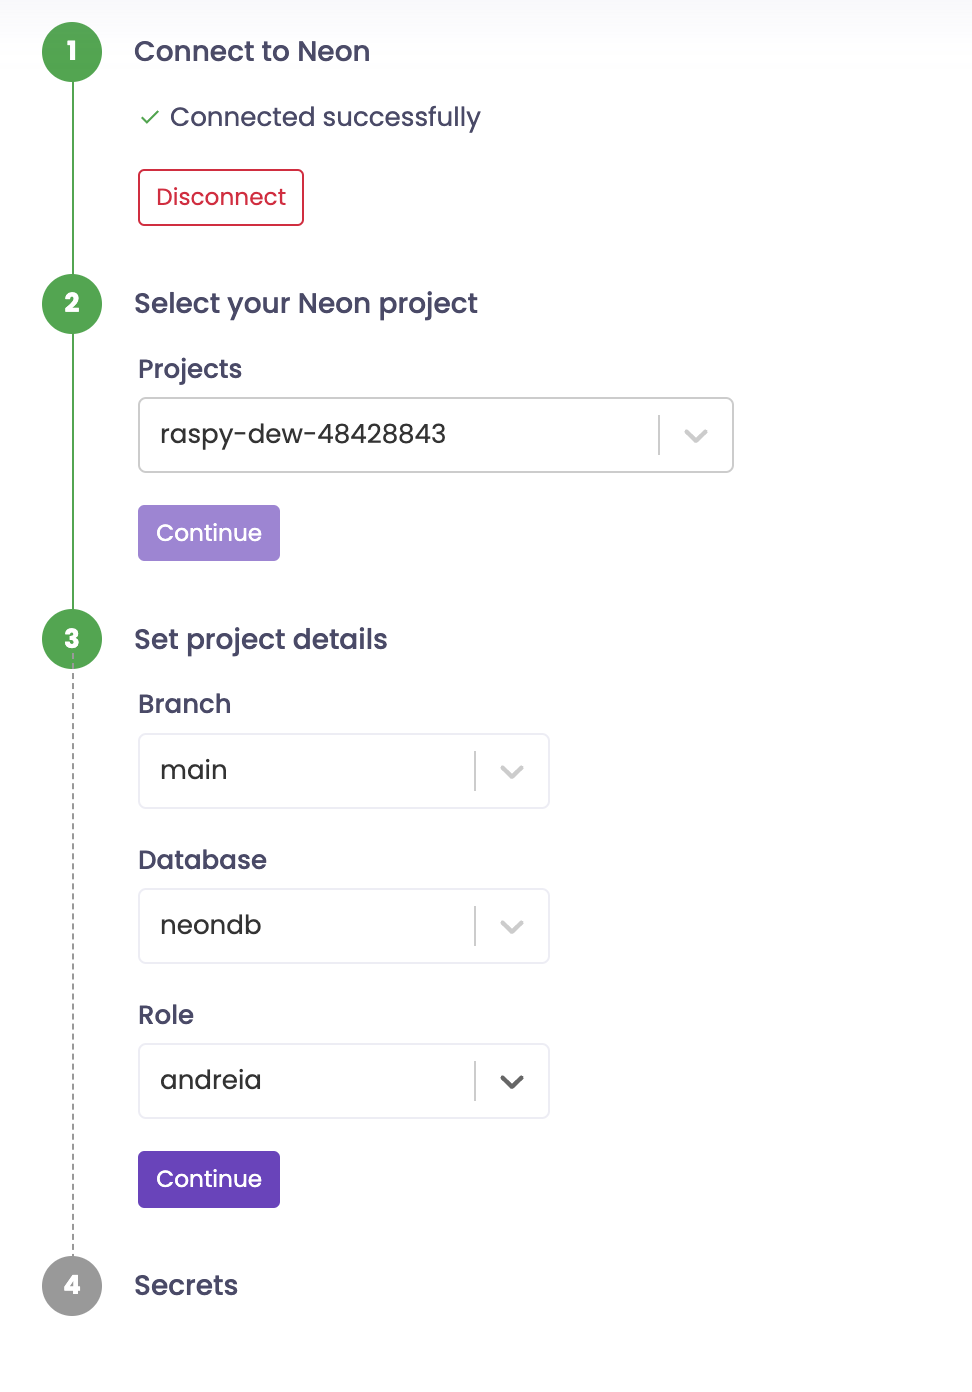 1
Connect to Neon
Connected successfully
Disconnect
2
Select your Neon project
Projects
raspy-dew-48428843
Continue
3
Set project details
Branch
main
Database
neondb
Role
andreia
Continue
4
Secrets